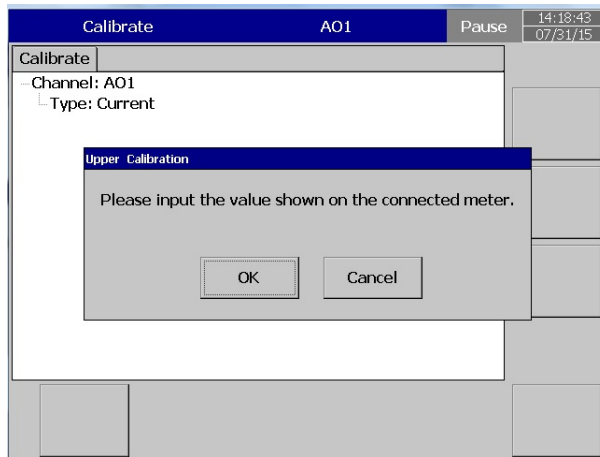 Calibrate AO1 Pause 14:18:43
07/31/15
Calibrate
Channel: AO1
Type: Current
Upper Calibration
Please input the value shown on the connected meter.
OK Cancel